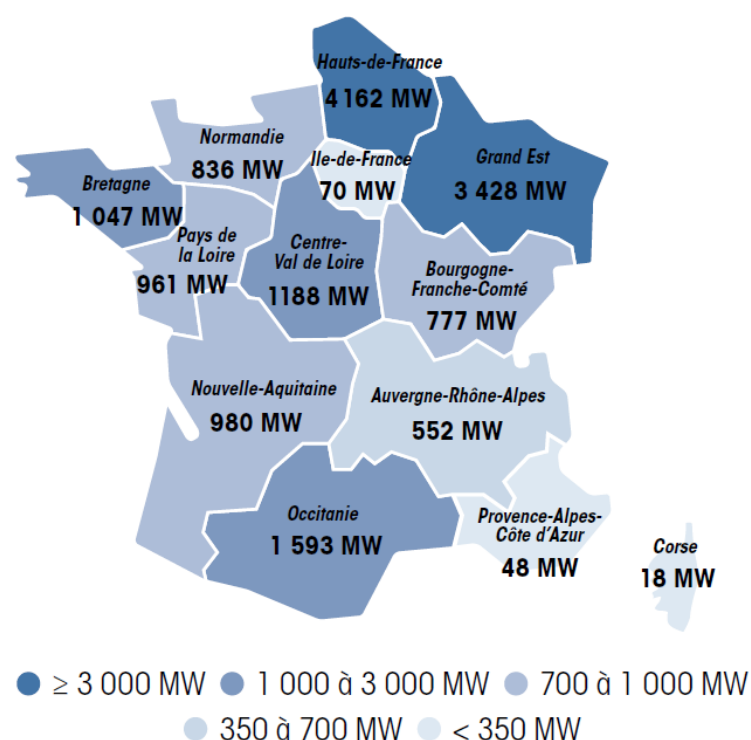 Hauts-de-France
4 162 MW
Normandie
836 MW
Ile-de-France
70 MW
Grand Est
3 428 MW
Bretagne
1 047 MW
Pays de
la Loire
961 MW
Centre-
Val de Loire
1188 MW
Bourgogne-
Franche-Comté
777 MW
Nouvelle-Aquitaine
980 MW
Auvergne-Rhône-Alpes
552 MW
Occitanie
1 593 MW
Provence-Alpes-
Côte d'Azur
48 MW
Corse
18 MW
≥ 3 000 MW 1 000 à 3 000 MW 700 à 1 000 MW
350 à 700 MW < 350 MW